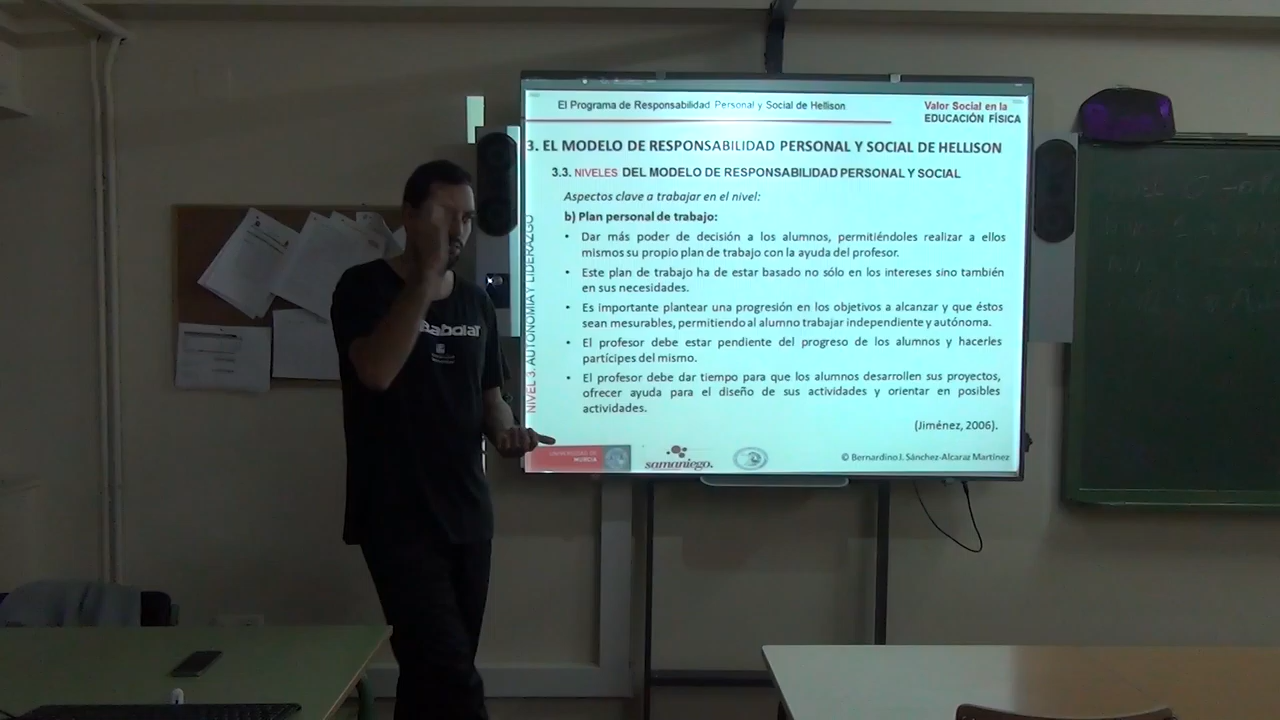 El Programa de Responsabilidad Personal y Social de Hellison
Valor Social en la
EDUCACIÓN FÍSICA
3. EL MODELO DE RESPONSABILIDAD PERSONAL Y SOCIAL DE HELLISON
3.3. NIVELES DEL MODELO DE RESPONSABILIDAD PERSONAL Y SOCIAL
Aspectos clave a trabajar en el nivel:
b) Plan personal de trabajo:
• Dar más poder de decisión a los alumnos, permitiéndoles realizar a ellos
mismos su propio plan de trabajo con la ayuda del profesor.
• Este plan de trabajo ha de estar basado no sólo en los intereses sino también
en sus necesidades.
• Es importante plantear una progresión en los objetivos a alcanzar y que éstos
sean mesurables, permitiendo al alumno trabajar independiente y autónoma.
• El profesor debe estar pendiente del progreso de los alumnos y hacerles
partícipes del mismo.
• El profesor debe dar tiempo para que los alumnos desarrollen sus proyectos,
ofrecer ayuda para el diseño de sus actividades y orientar en posibles
actividades.
(Jiménez, 2006).
NIVEL 3. AUTONOMÍA Y LIDERAZGO
UNIVERSIDAD DE
MURCIA
samaniego.
© Bernardino J. Sánchez-Alcaraz Martínez
Babolat